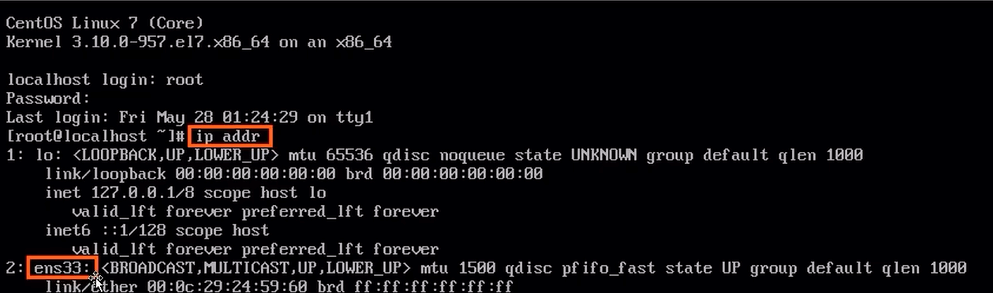 CentOS Linux 7 (Core)
Kernel 3.10.0-957.el7.x86_64 on an x86_64
localhost login: root
Password:
Last login: Fri May 28 01:24:29 on tty1
[root@localhost ~]# ip addr
1: lo: <LOOPBACK,UP,LOWER_UP> mtu 65536 qdisc noqueue state UNKNOWN group default qlen 1000
link/loopback 00:00:00:00:00:00 brd 00:00:00:00:00:00
inet 127.0.0.1/8 scope host lo
valid_lft forever preferred_lft forever
inet6 ::1/128 scope host
valid_lft forever preferred_lft forever
2: ens33: <BROADCAST,MULTICAST,UP,LOWER_UP> mtu 1500 qdisc pfifo_fast state UP group default qlen 1000
link/ether 00:0c:29:24:59:60 brd ff:ff:ff:ff:ff:ff